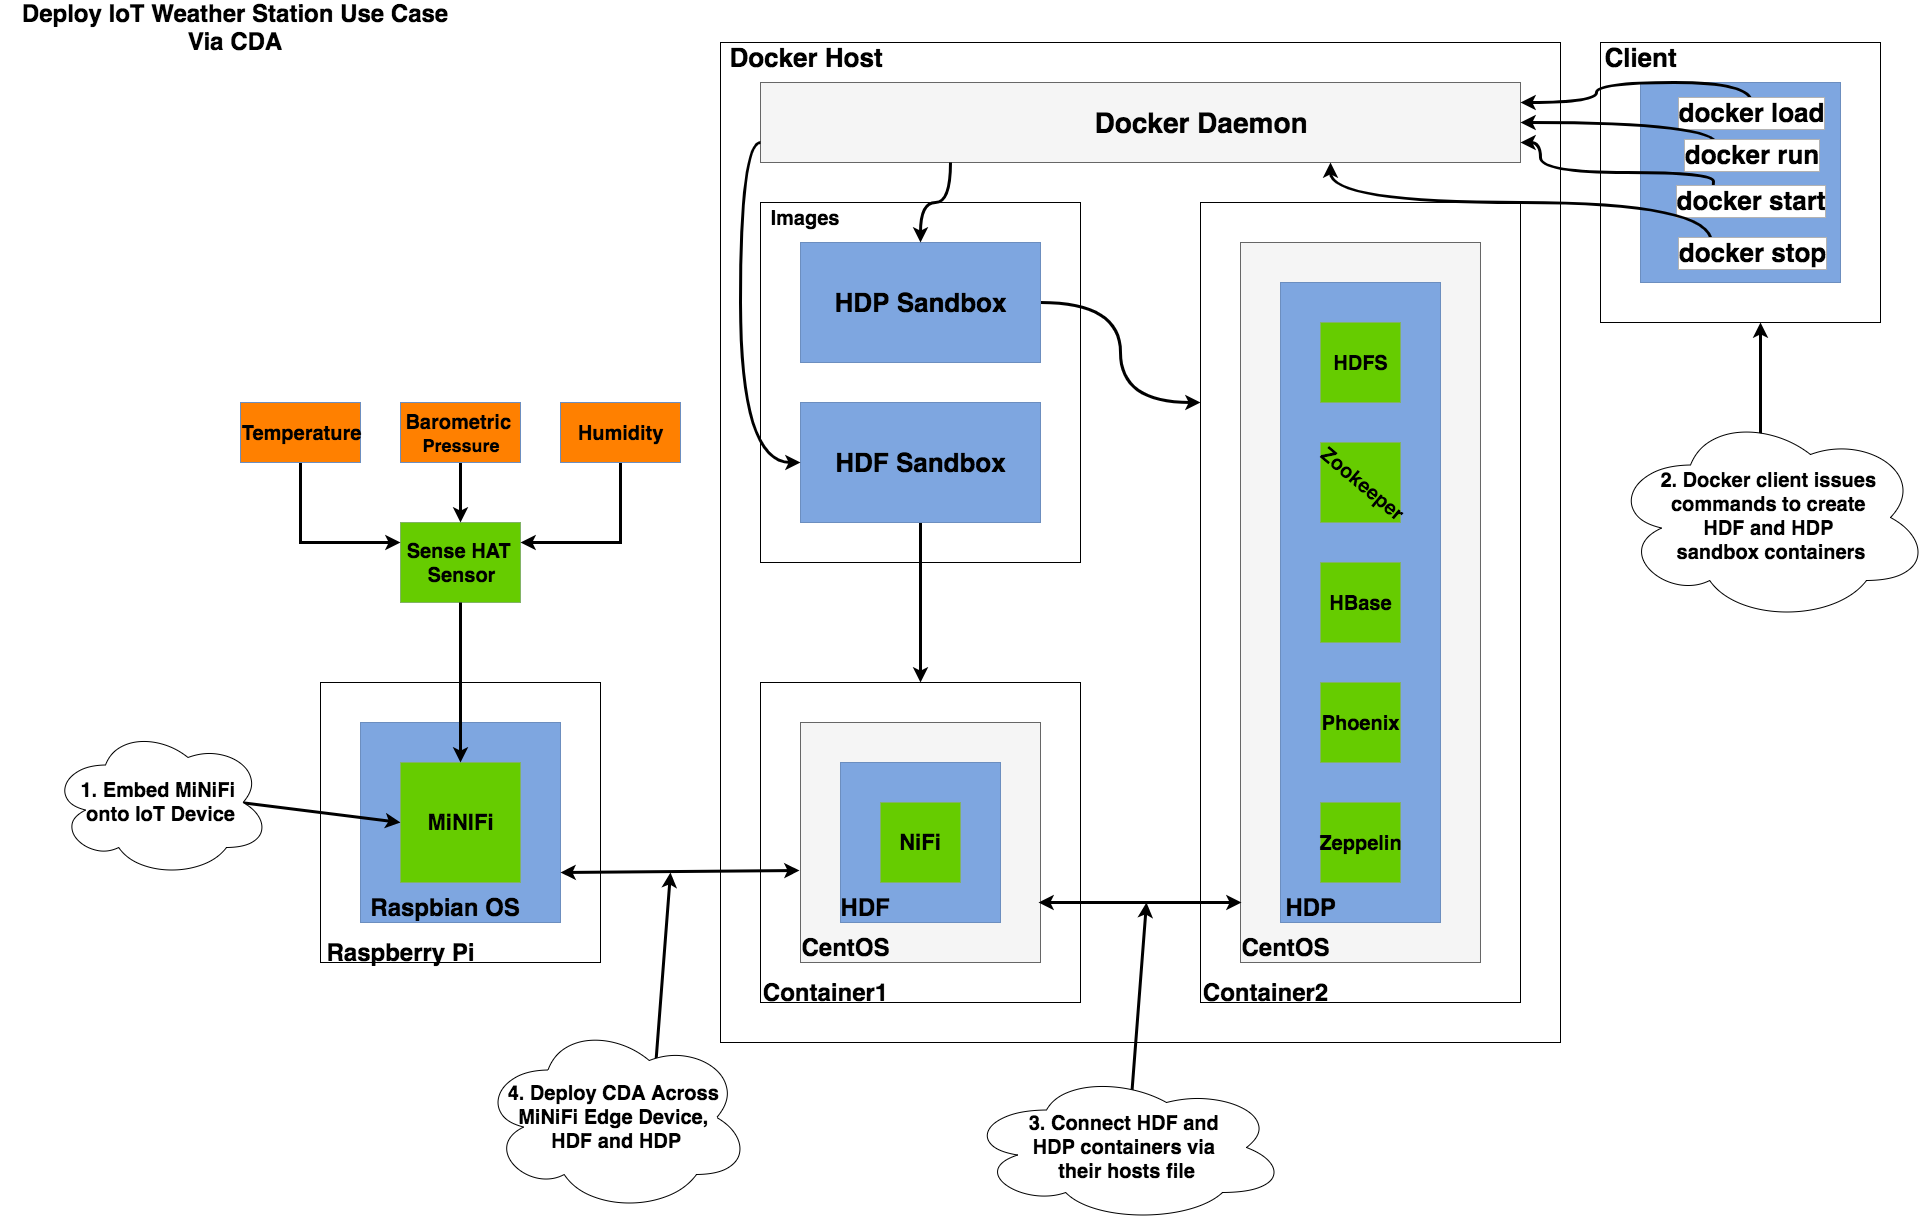 Deploy IoT Weather Station Use Case
Via CDA
Docker Host
Docker Daemon
Client
docker load
docker run
docker start
docker stop
Images
HDP Sandbox
HDF Sandbox
HDFS
Zookeeper
HBase
Phoenix
Zeppelin
HDP
CentOS
Container2
2. Docker client issues
commands to create
HDF and HDP
sandbox containers
Temperature
Barometric
Pressure
Humidity
Sense HAT
Sensor
1. Embed MiNiFi
onto IoT Device
MiNIFi
Raspbian OS
Raspberry Pi
NiFi
HDF
CentOS
Container1
4. Deploy CDA Across
MiNiFi Edge Device,
HDF and HDP
3. Connect HDF and
HDP containers via
their hosts file